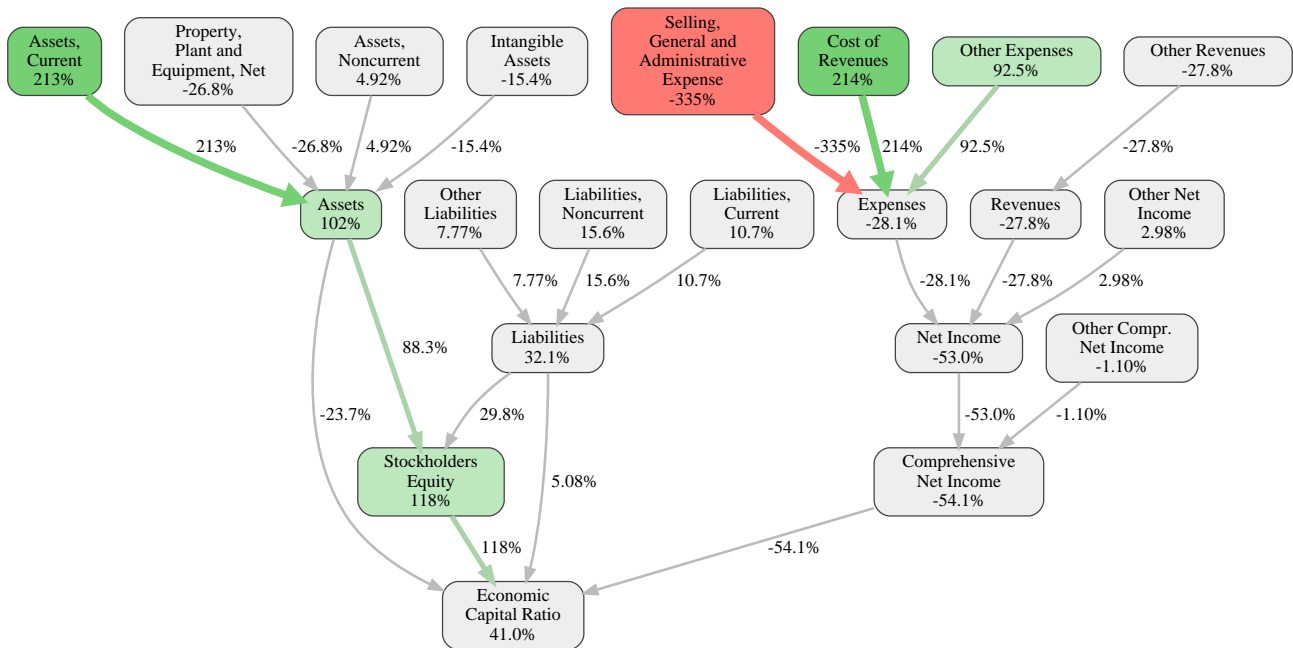 Assets,
Current
213%
Property,
Plant and
Equipment, Net
-26.8%
Assets,
Noncurrent
4.92%
Intangible
Assets
-15.4%
Selling,
General and
Administrative
Expense
-335%
Cost of
Revenues
214%
Other Expenses
92.5%
Other Revenues
-27.8%
213%
-26.8%
4.92%
-15.4%
-335%
214%
92.5%
-27.8%
Assets
102%
Other
Liabilities
7.77%
Liabilities,
Noncurrent
15.6%
Liabilities,
Current
10.7%
Expenses
-28.1%
Revenues
-27.8%
Other Net
Income
2.98%
7.77%
15.6%
10.7%
-28.1%
-27.8%
2.98%
88.3%
Liabilities
32.1%
Net Income
-53.0%
Other Compr.
Net Income
-1.10%
-23.7%
29.8%
-53.0%
-1.10%
Stockholders
Equity
118%
5.08%
Comprehensive
Net Income
-54.1%
118%
-54.1%
Economic
Capital Ratio
41.0%